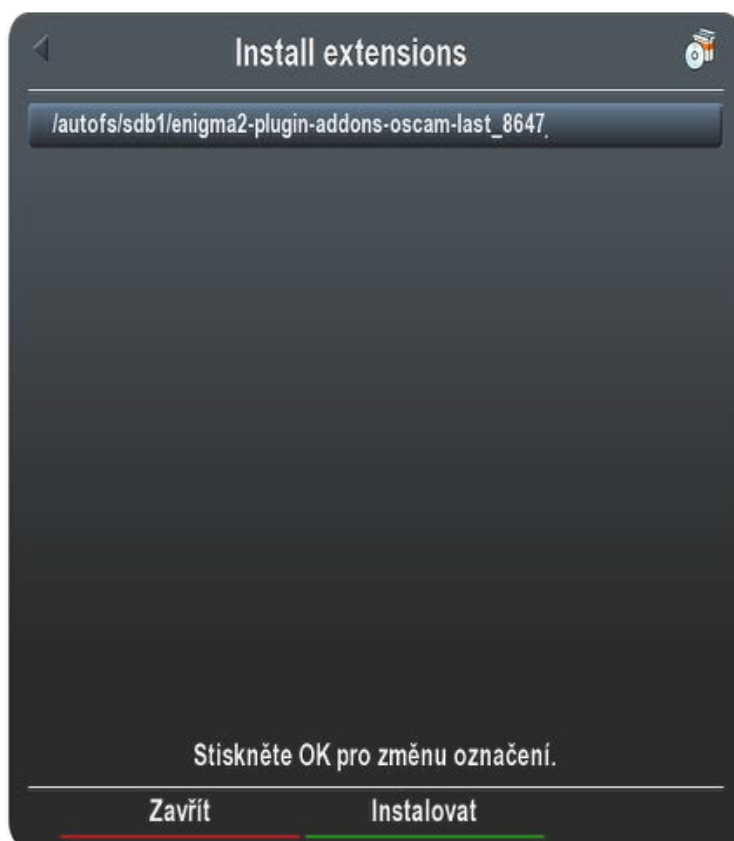 Install extensions
/autofs/sdb1/enigma2-plugin-addons-oscam-last_8647.
Stiskněte OK pro změnu označení.
Zavřít Instalovat